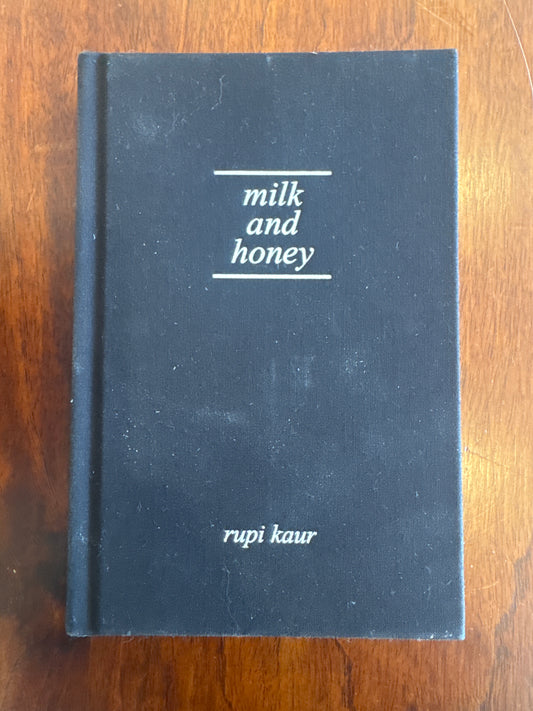 milk
and
honey
rupi kaur